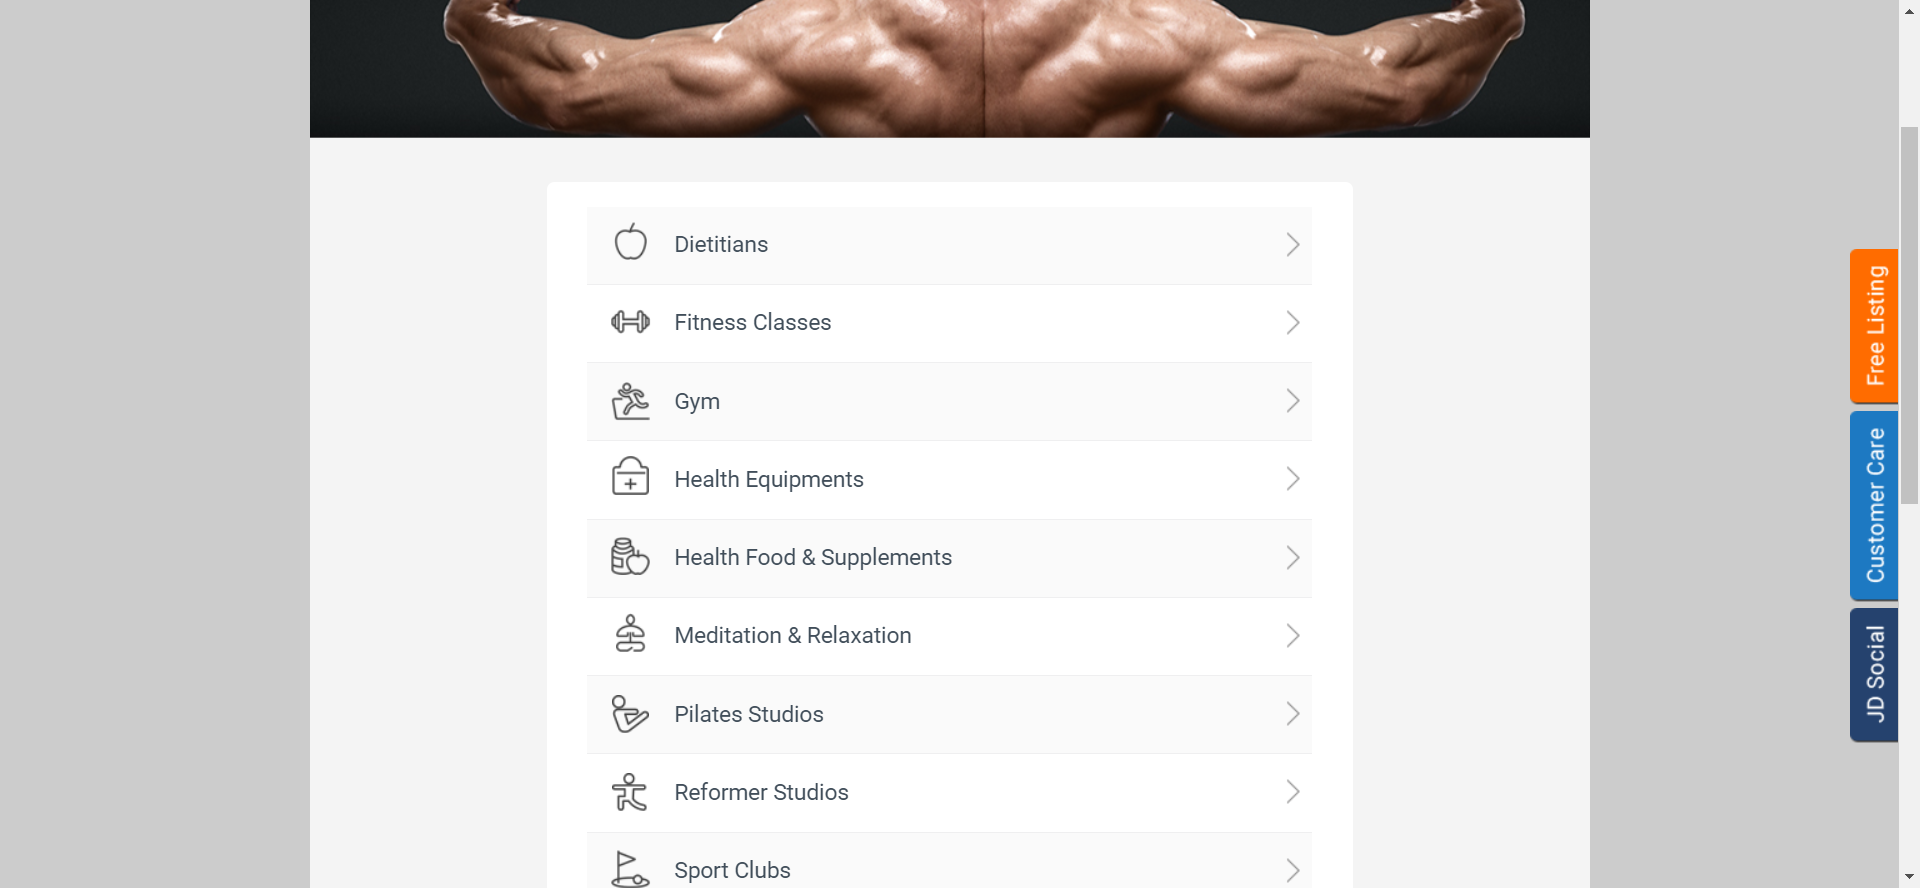 Dietitians
Fitness Classes
Gym
Health Equipments
Health Food & Supplements
Meditation & Relaxation
Pilates Studios
Reformer Studios
Sport Clubs
Free Listing
Customer Care
JD Social